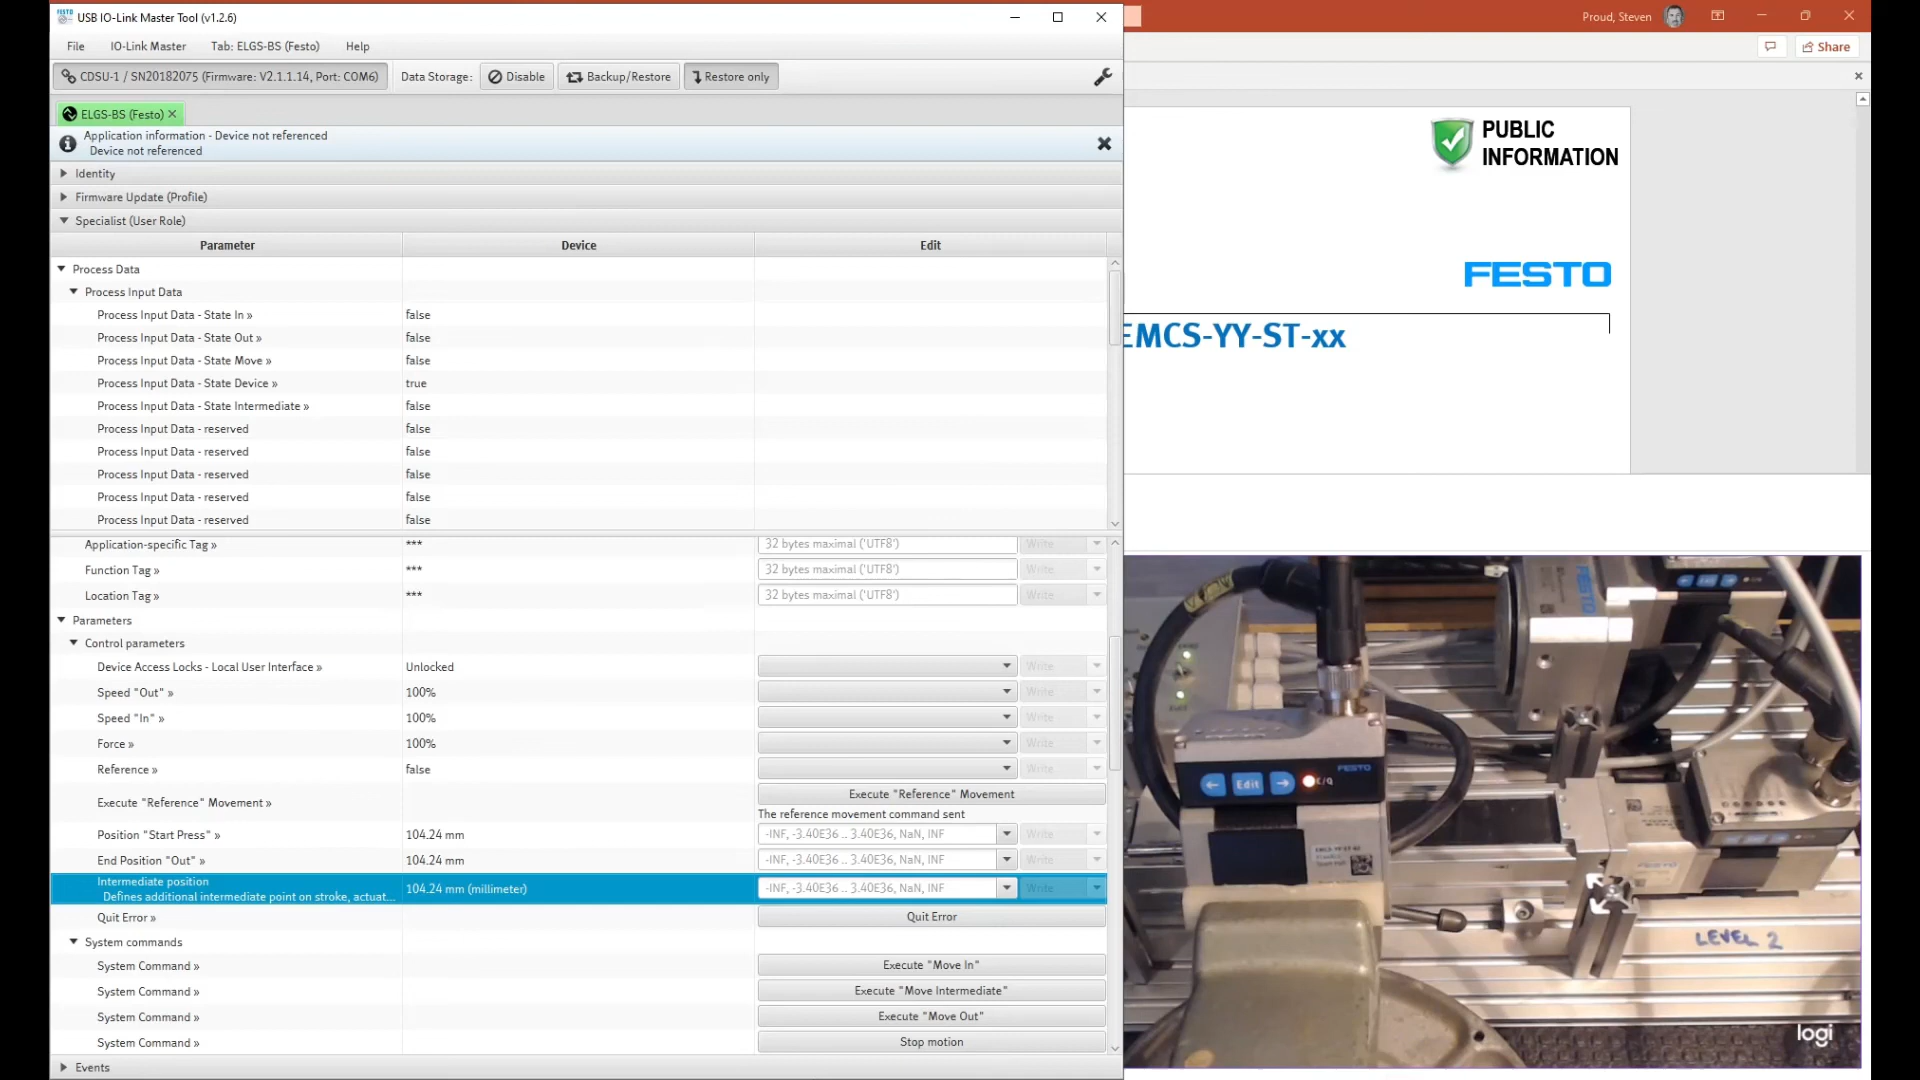 USB IO-Link Master Tool (v1.2.6)
Proud, Steven
File IO-Link Master Tab: ELGS-BS (Festo) Help
Share
CDSU-1 / SN20182075 (Firmware: V2.1.1.14, Port: COM6) Data Storage: Disable Backup/Restore Restore only
ELGS-BS (Festo)
Application information - Device not referenced
Device not referenced
PUBLIC
INFORMATION
Identity
Firmware Update (Profile)
Specialist (User Role)
Parameter Device Edit
Process Data
Process Input Data
Process Input Data - State In » false
Process Input Data - State Out » false
Process Input Data - State Move » false
Process Input Data - State Device » true
Process Input Data - State Intermediate » false
Process Input Data - reserved false
Process Input Data - reserved false
Process Input Data - reserved false
Process Input Data - reserved false
Process Input Data - reserved false
FESTO
EMCS-YY-ST-xx
Application-specific Tag » *** 32 bytes maximal ('UTF8') Write
Function Tag » *** 32 bytes maximal ('UTF8') Write
Location Tag » *** 32 bytes maximal ('UTF8') Write
Parameters
Control parameters
Device Access Locks - Local User Interface » Unlocked Write
Speed "Out" » 100% Write
Speed "In" » 100% Write
Force » 100% Write
Reference » false Write
Execute "Reference" Movement » Execute "Reference" Movement
The reference movement command sent
Position "Start Press" » 104.24 mm -INF, -3.40E36 .. 3.40E36, NaN, INF Write
End Position "Out" » 104.24 mm -INF, -3.40E36 .. 3.40E36, NaN, INF Write
Intermediate position
Defines additional intermediate point on stroke, actuat... 104.24 mm (millimeter) -INF, -3.40E36 .. 3.40E36, NaN, INF Write
Quit Error » Quit Error
System commands
System Command » Execute "Move In"
System Command » Execute "Move Intermediate"
System Command » Execute "Move Out"
System Command » Stop motion
Events
FESTO
FESTO
Edit
LEVEL 2
logi